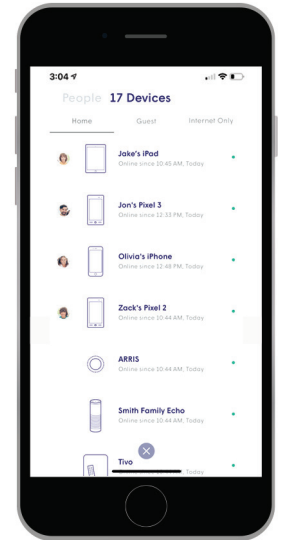 3:04
People 17 Devices
Home Guest Internet Only
Jake's iPad
Online since 10:45 AM, Today
Jon's Pixel 3
Online since 12:33 PM, Today
Olivia's iPhone
Online since 12:48 PM, Today
Zack's Pixel 2
Online since 10:44 AM, Today
ARRIS
Online since 10:44 AM, Today
Smith Family Echo
Online since 10:44 AM, Today
Tivo
Today